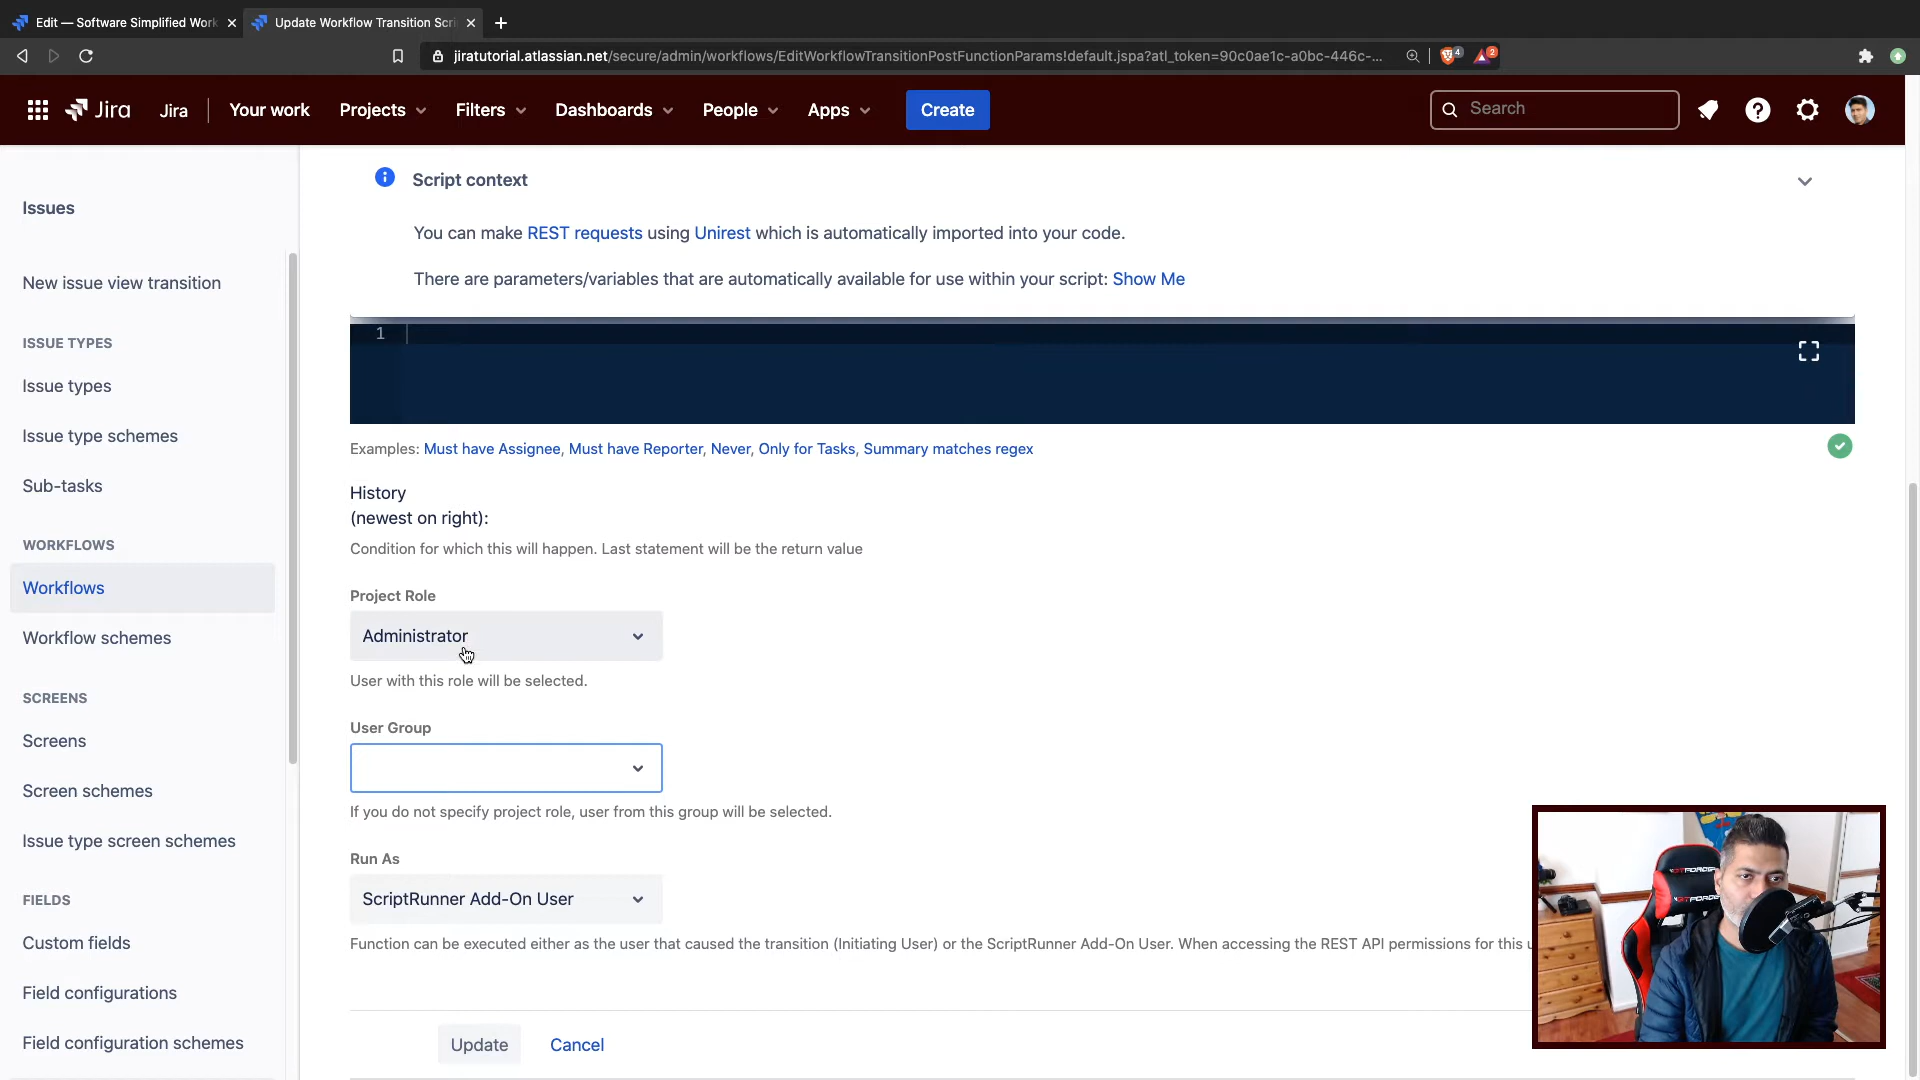 Edit — Software Simplified Work
Update Workflow Transition Scri
jiratutorial.atlassian.net/secure/admin/workflows/EditWorkflowTransitionPostFunctionParams!default.jspa?atl_token=90c0ae1c-a0bc-446c-...
4
2
Jira
Jira
Your work
Projects
Filters
Dashboards
People
Apps
Create
Search
Issues
New issue view transition
ISSUE TYPES
Issue types
Issue type schemes
Sub-tasks
WORKFLOWS
Workflows
Workflow schemes
SCREENS
Screens
Screen schemes
Issue type screen schemes
FIELDS
Custom fields
Field configurations
Field configuration schemes
Script context
You can make REST requests using Unirest which is automatically imported into your code.
There are parameters/variables that are automatically available for use within your script: Show Me
1
Examples: Must have Assignee, Must have Reporter, Never, Only for Tasks, Summary matches regex
History
(newest on right):
Condition for which this will happen. Last statement will be the return value
Project Role
Administrator
User with this role will be selected.
User Group
If you do not specify project role, user from this group will be selected.
Run As
ScriptRunner Add-On User
Function can be executed either as the user that caused the transition (Initiating User) or the ScriptRunner Add-On User. When accessing the REST API permissions for this u
Update
Cancel